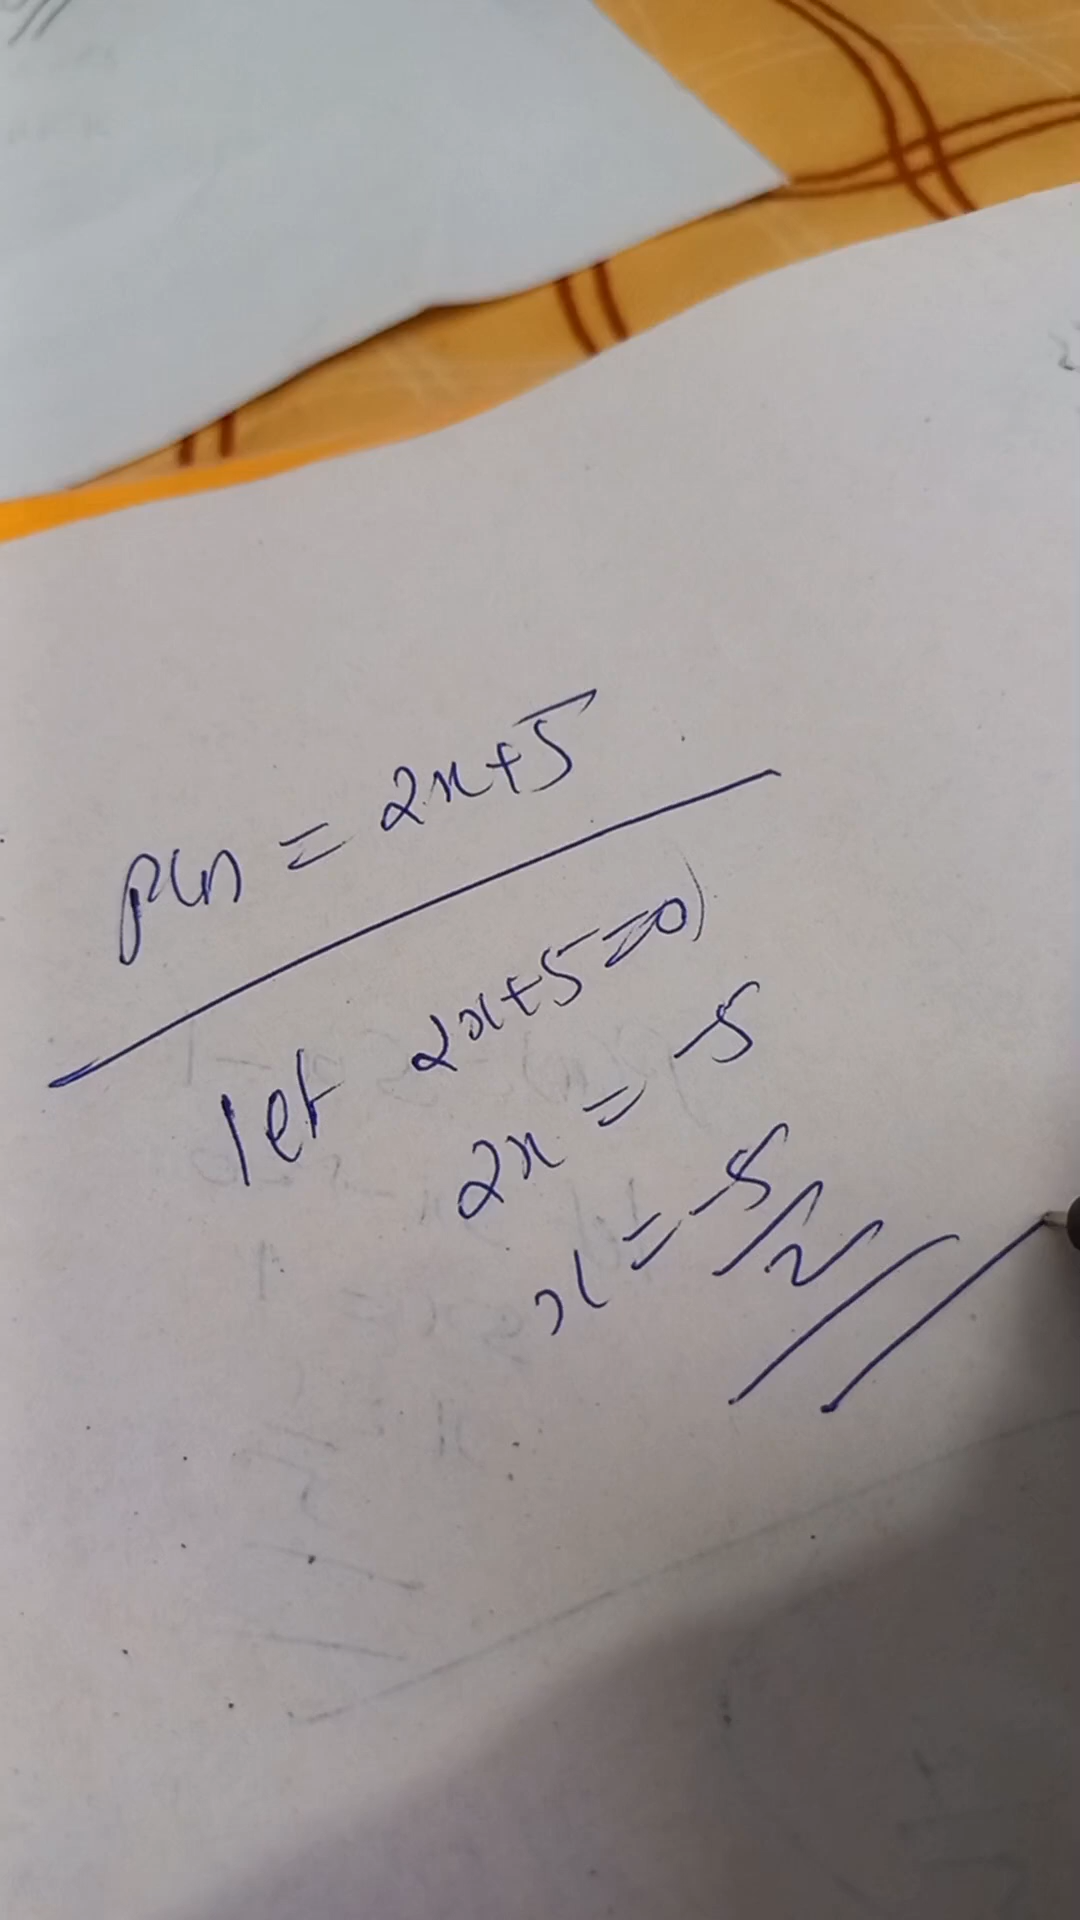 p(x) = 2x+5
let 2x+5=0
2x = -5
x = -5/2